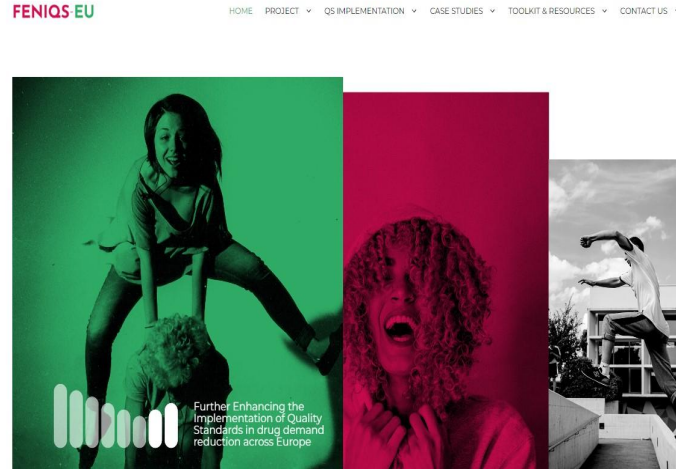 FENIQS-EU
HOME PROJECT QS IMPLEMENTATION CASE STUDIES TOOLKIT & RESOURCES CONTACT US
Further Enhancing the
Implementation of Quality
Standards in drug demand
reduction across Europe